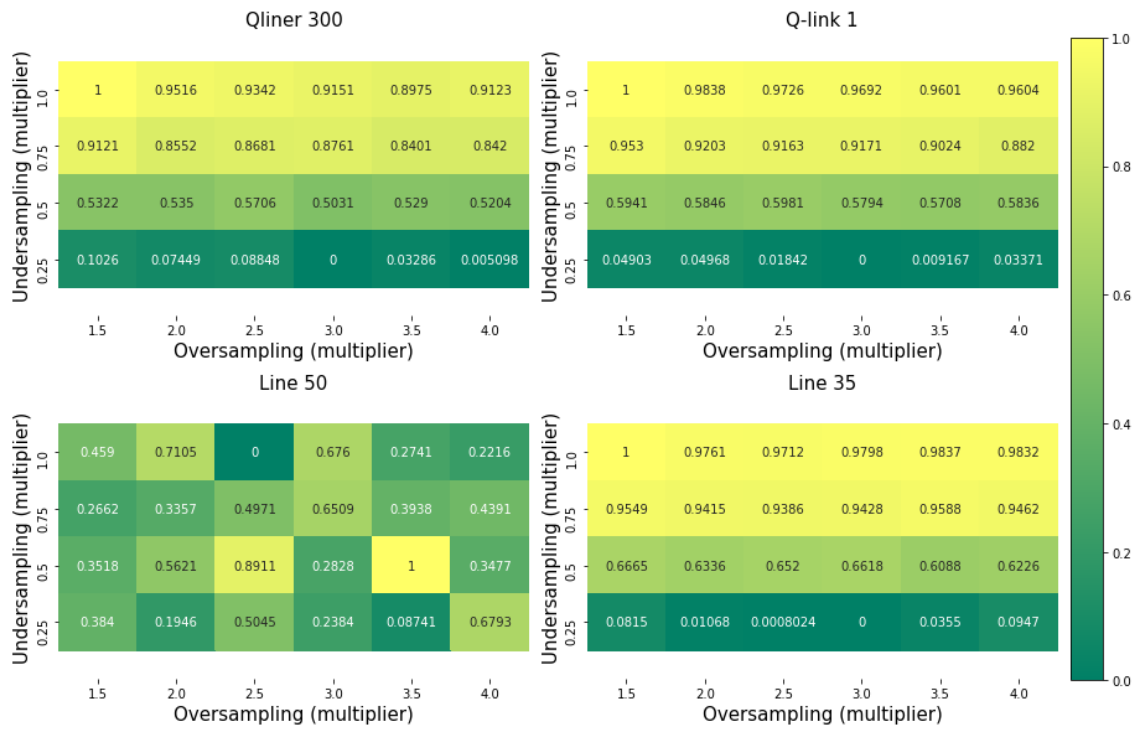 Qliner 300
Undersampling (multiplier)
1.0 1 0.9516 0.9342 0.9151 0.8975 0.9123
0.75 0.9121 0.8552 0.8681 0.8761 0.8401 0.842
0.5 0.5322 0.535 0.5706 0.5031 0.529 0.5204
0.25 0.1026 0.07449 0.08848 0 0.03286 0.005098
1.5 2.0 2.5 3.0 3.5 4.0
Oversampling (multiplier)
Q-link 1
Undersampling (multiplier)
1.0 1 0.9838 0.9726 0.9692 0.9601 0.9604
0.75 0.953 0.9203 0.9163 0.9171 0.9024 0.882
0.5 0.5941 0.5846 0.5981 0.5794 0.5708 0.5836
0.25 0.04903 0.04968 0.01842 0 0.009167 0.03371
1.5 2.0 2.5 3.0 3.5 4.0
Oversampling (multiplier)
Line 50
Undersampling (multiplier)
1.0 0.459 0.7105 0 0.676 0.2741 0.2216
0.75 0.2662 0.3357 0.4971 0.6509 0.3938 0.4391
0.5 0.3518 0.5621 0.8911 0.2828 1 0.3477
0.25 0.384 0.1946 0.5045 0.2384 0.08741 0.6793
1.5 2.0 2.5 3.0 3.5 4.0
Oversampling (multiplier)
Line 35
Undersampling (multiplier)
1.0 1 0.9761 0.9712 0.9798 0.9837 0.9832
0.75 0.9549 0.9415 0.9386 0.9428 0.9588 0.9462
0.5 0.6665 0.6336 0.652 0.6618 0.6088 0.6226
0.25 0.0815 0.01068 0.0008024 0 0.0355 0.0947
1.5 2.0 2.5 3.0 3.5 4.0
Oversampling (multiplier)
1.0
0.8
0.6
0.4
0.2
0.0